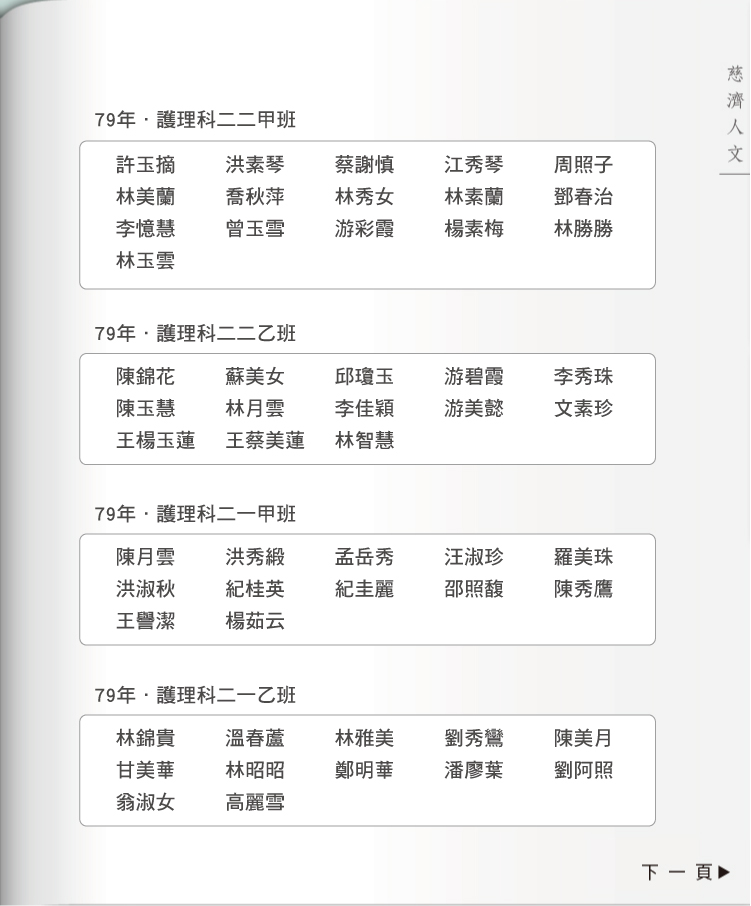 慈濟人文
79年·護理科二二甲班
許玉摘 洪素琴 蔡謝慎 江秀琴 周照子
林美蘭 喬秋萍 林秀女 林素蘭 鄧春治
李憶慧 曾玉雪 游彩霞 楊素梅 林勝勝
林玉雲
79年·護理科二二乙班
陳錦花 蘇美女 邱瓊玉 游碧霞 李秀珠
陳玉慧 林月雲 李佳穎 游美懿 文素珍
王楊玉蓮 王蔡美蓮 林智慧
79年·護理科二一甲班
陳月雲 洪秀緞 孟岳秀 汪淑珍 羅美珠
洪淑秋 紀桂英 紀圭麗 邵照馥 陳秀鷹
王譽潔 楊茹云
79年·護理科二一乙班
林錦貴 溫春蘆 林雅美 劉秀鸞 陳美月
甘美華 林昭昭 鄭明華 潘廖葉 劉阿照
翁淑女 高麗雪
下一頁▶